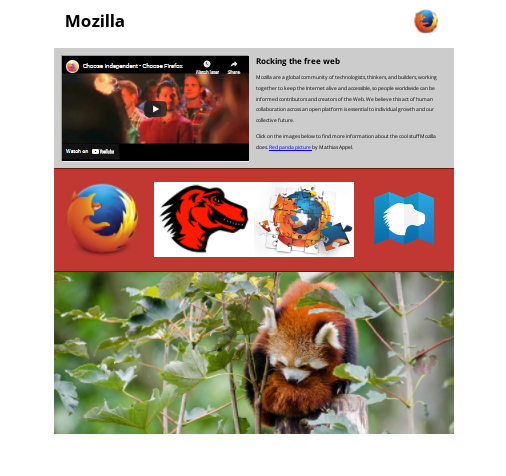 Mozilla
Choose Independent - Choose Firefox
Watch later
Share
Watch on YouTube
Rocking the free web
Mozilla are a global community of technologists, thinkers, and builders, working
together to keep the Internet alive and accessible, so people worldwide can be
informed contributors and creators of the Web. We believe this act of human
collaboration across an open platform is essential to individual growth and our
collective future.
Click on the images below to find more information about the cool stuff Mozilla
does. Red panda picture by Mathias Appel.